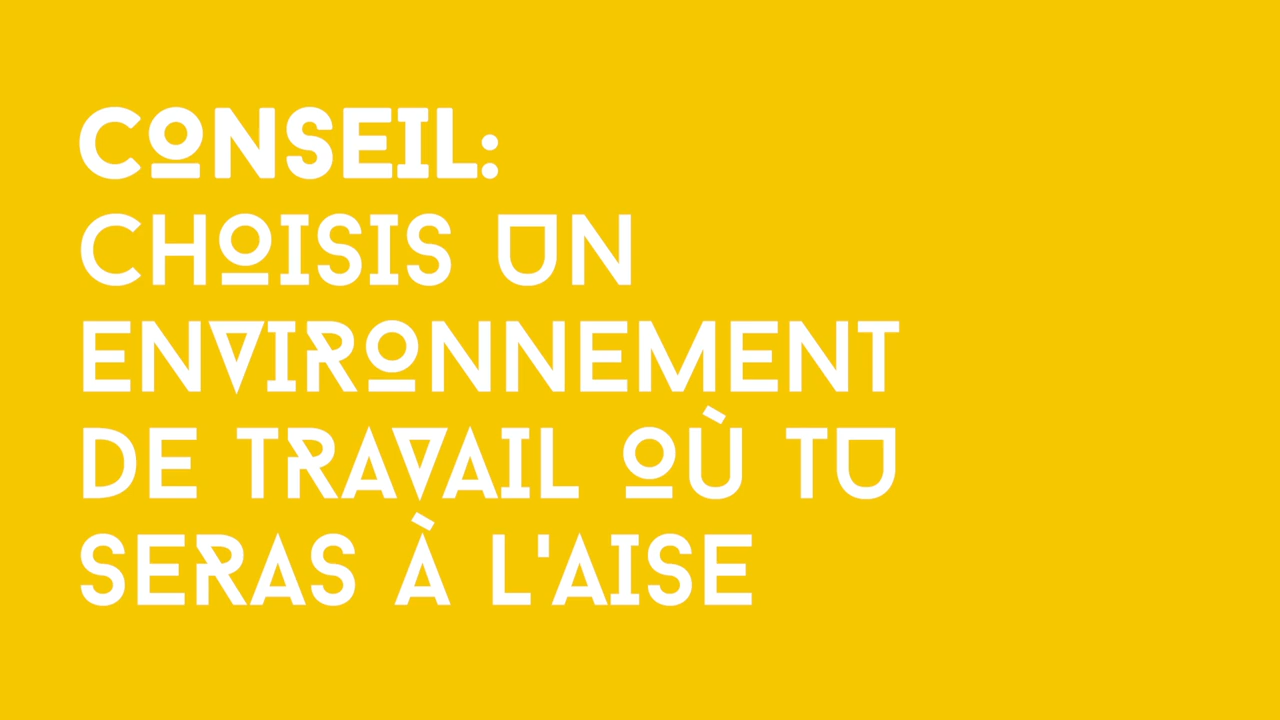 CONSEIL:
CHOISIS UN
ENVIRONNEMENT
DE TRAVAIL OÙ TU
SERAS À L'AISE